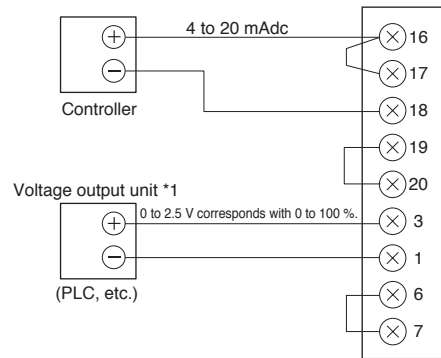 4 to 20 mAdc
+
−
Controller
16
17
18
19
20
Voltage output unit *1
+
0 to 2.5 V corresponds with 0 to 100 %.
−
(PLC, etc.)
3
1
6
7